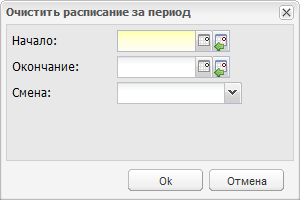 Очистить расписание за период
Начало:
Окончание:
Смена:
Ok Отмена